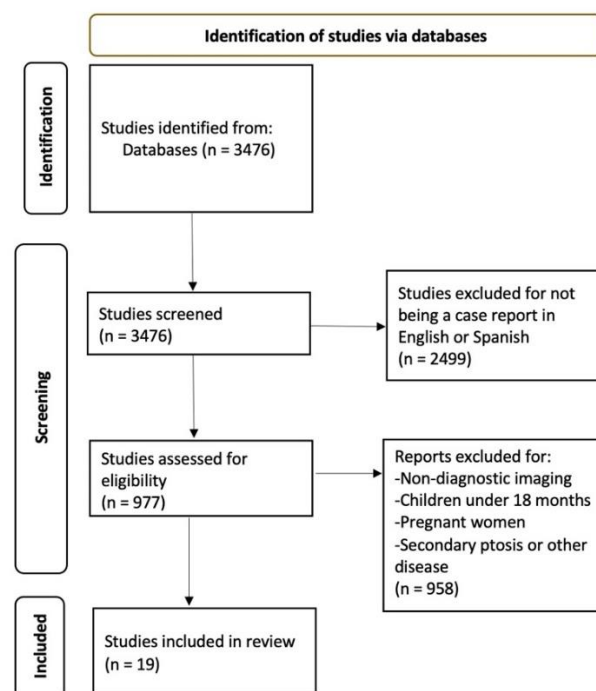 Identification of studies via databases
Identification
Studies identified from:
Databases (n = 3476)
Screening
Studies screened
(n = 3476)
Studies excluded for not
being a case report in
English or Spanish
(n = 2499)
Studies assessed for
eligibility
(n = 977)
Reports excluded for:
-Non-diagnostic imaging
-Children under 18 months
-Pregnant women
-Secondary ptosis or other
disease
(n = 958)
Included
Studies included in review
(n = 19)